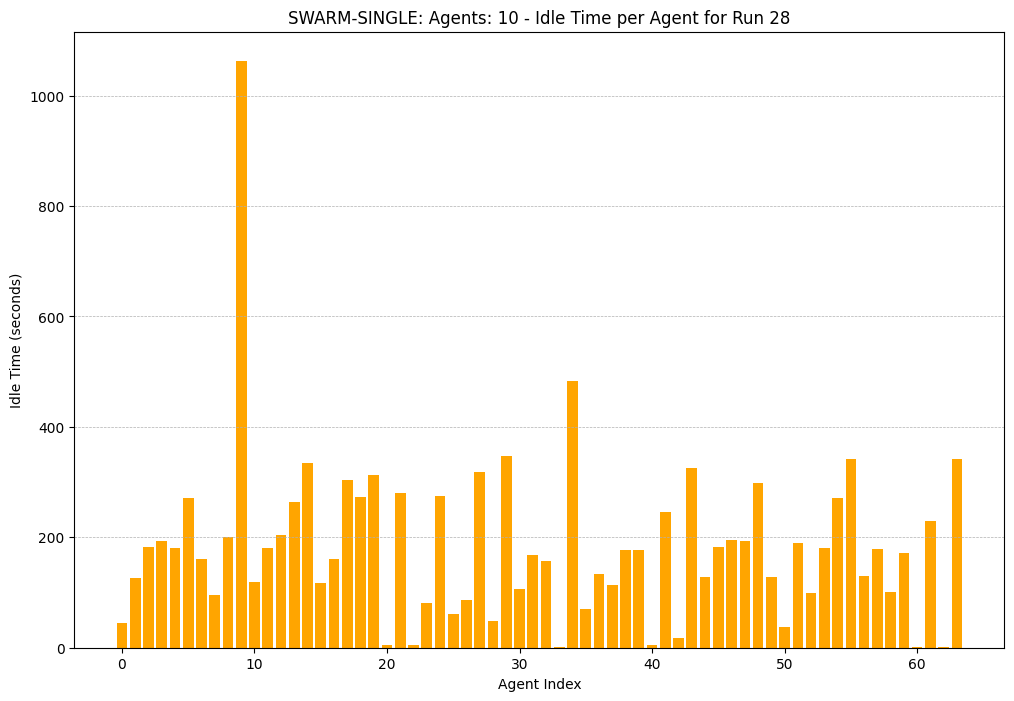 SWARM-SINGLE: Agents: 10 - Idle Time per Agent for Run 28
Idle Time (seconds)
1000
800
600
400
200
0
0 10 20 30 40 50 60
Agent Index